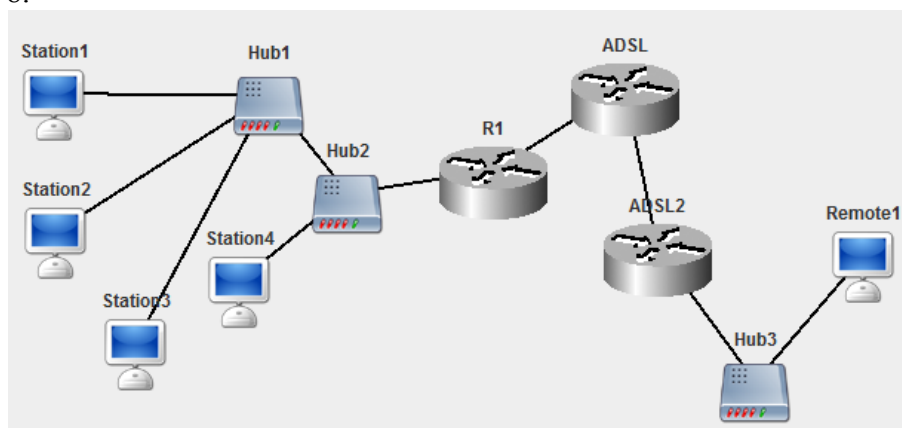 ADSL
Station1
Hub1
R1
Hub2
Station2
ADSL2
Remote1
Station4
Station3
Hub3